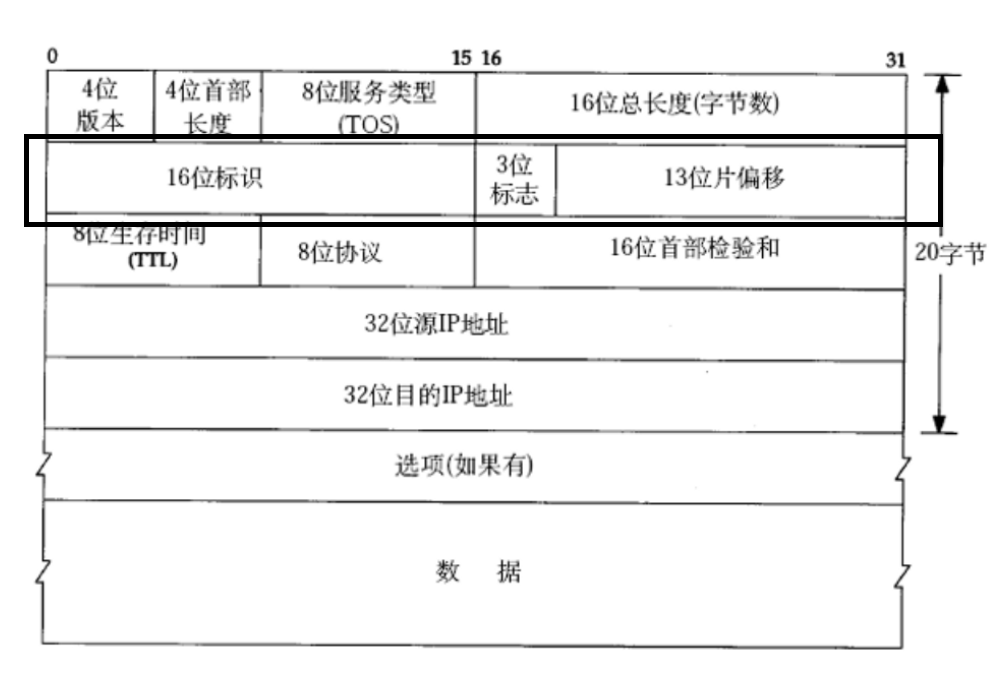 0 15 16 31
4位版本 4位首部长度 8位服务类型(TOS) 16位总长度(字节数)
16位标识 3位标志 13位片偏移
8位生存时间(TTL) 8位协议 16位首部检验和
20字节
32位源IP地址
32位目的IP地址
选项(如果有)
数 据